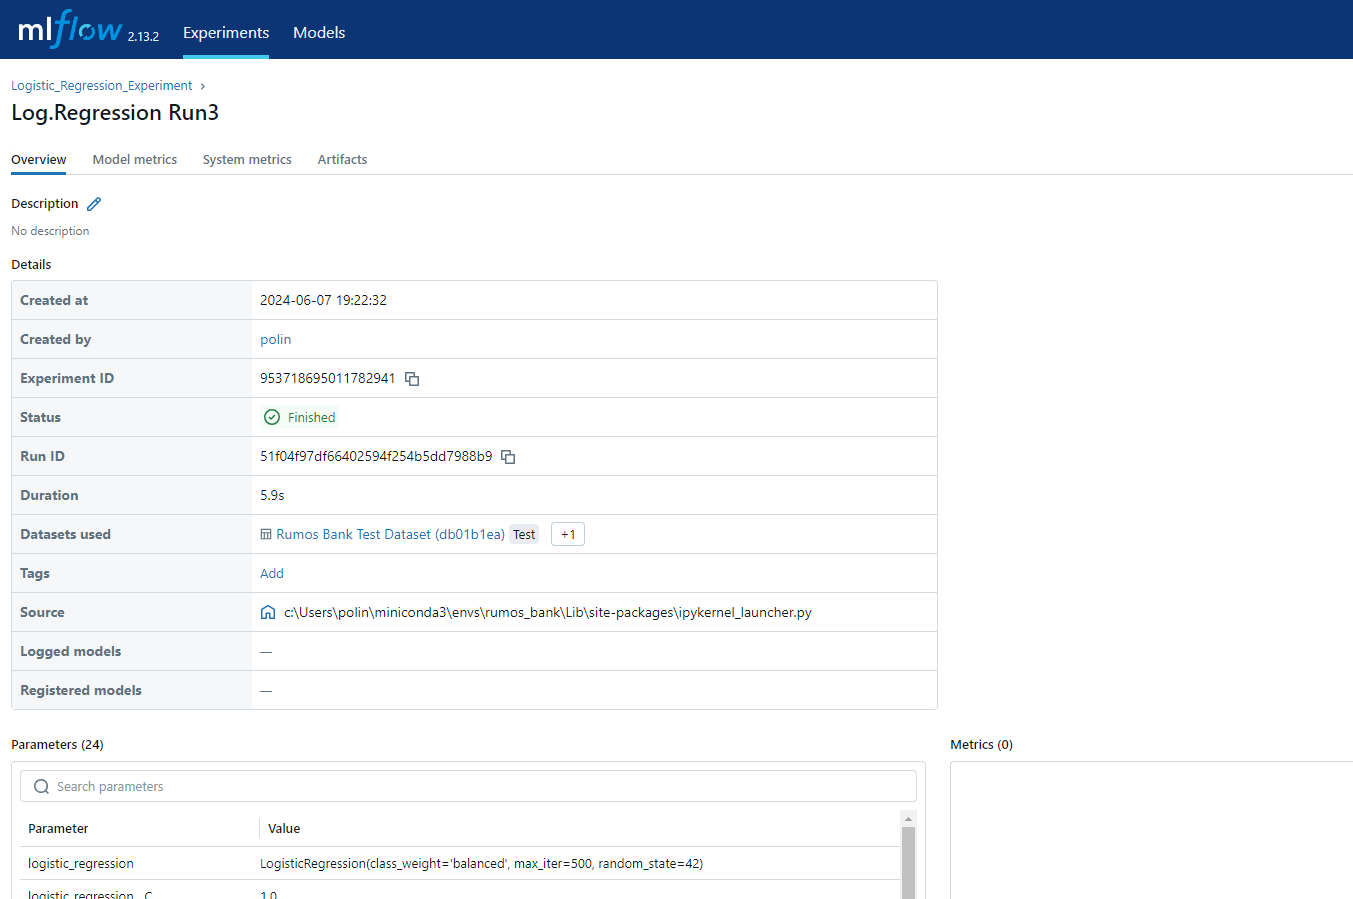 mlflow 2.13.2 Experiments Models
Logistic_Regression_Experiment
Log.Regression Run3
Overview Model metrics System metrics Artifacts
Description
No description
Details
Created at 2024-06-07 19:22:32
Created by polin
Experiment ID 953718695011782941
Status Finished
Run ID 51f04f97df66402594f254b5dd7988b9
Duration 5.9s
Datasets used Rumos Bank Test Dataset (db01b1ea) Test +1
Tags Add
Source c:\Users\polin\miniconda3\envs\rumos_bank\Lib\site-packages\ipykernel_launcher.py
Logged models —
Registered models —
Parameters (24) Metrics (0)
Search parameters
Parameter Value
logistic_regression LogisticRegression(class_weight='balanced', max_iter=500, random_state=42)
logistic_regression__C 1.0